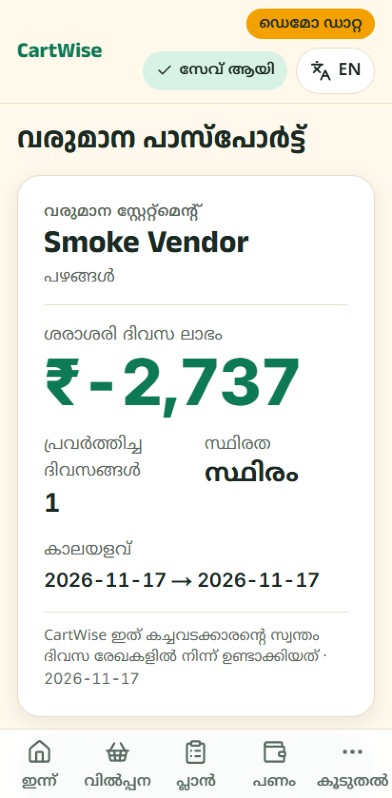 ഡെമോ ഡാറ്റ
CartWise
സേവ് ആയി
EN
വരുമാന പാസ്പോർട്ട്
വരുമാന സ്റ്റേറ്റ്മെന്റ്
Smoke Vendor
പഴങ്ങൾ
ശരാശരി ദിവസ ലാഭം
₹-2,737
പ്രവർത്തിച്ച ദിവസങ്ങൾ
1
സ്ഥിരത
സ്ഥിരം
കാലയളവ്
2026-11-17 → 2026-11-17
CartWise ഇത് കച്ചവടക്കാരന്റെ സ്വന്തം
ദിവസ രേഖകളിൽ നിന്ന് ഉണ്ടാക്കിയത് ·
2026-11-17
ഇന്ന് വിൽപ്പന പ്ലാൻ പണം കൂടുതൽ